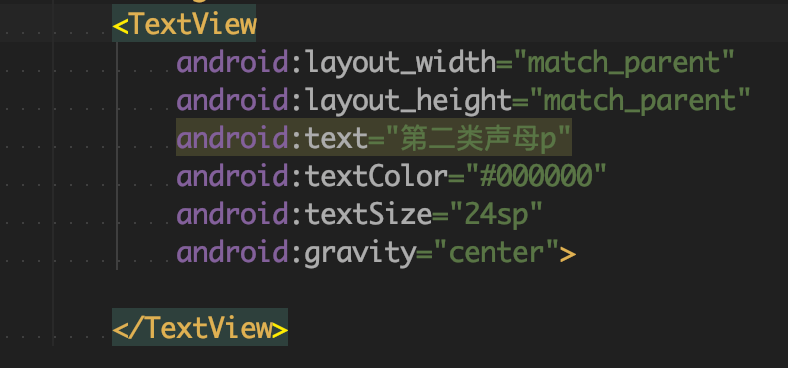 <TextView
android:layout_width="match_parent"
android:layout_height="match_parent"
android:text="第二类声母p"
android:textColor="#000000"
android:textSize="24sp"
android:gravity="center">
</TextView>